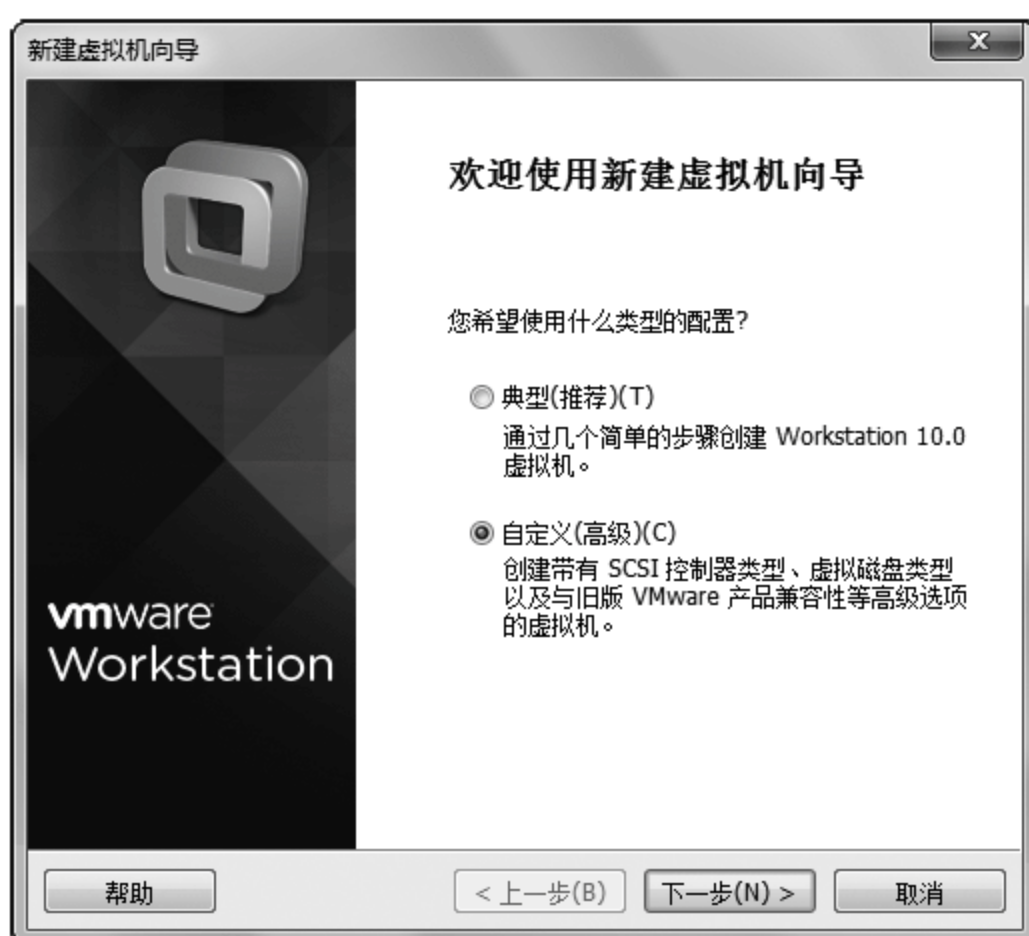 新建虚拟机向导
X
欢迎使用新建虚拟机向导
您希望使用什么类型的配置?
典型(推荐)(T)
通过几个简单的步骤创建 Workstation 10.0
虚拟机。
自定义(高级)(C)
创建带有 SCSI 控制器类型、虚拟磁盘类型
以及与旧版 VMware 产品兼容性等高级选项
的虚拟机。
vmware
Workstation
帮助
< 上一步(B)
下一步(N) >
取消